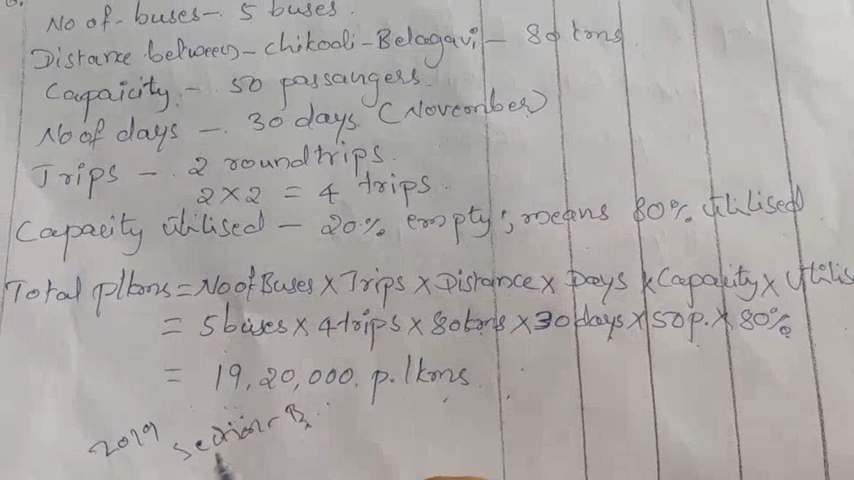 No of - buses - 5 buses.
Distance between - chikodi - Belagavi - 80 kms
Capaicity - 50 passangers.
No of days - 30 days (November)
Trips - 2 roundtrips.
2 × 2 = 4 trips.
Capacity utilised - 20% empty, means 80% utilised
Total p/kms = No of Buses × Trips × Distance × Days × Capacity × Utilis
= 5 buses × 4 trips × 80 kms × 30 days × 50 p. × 80%
= 19,20,000 p./kms
2019 Section-B